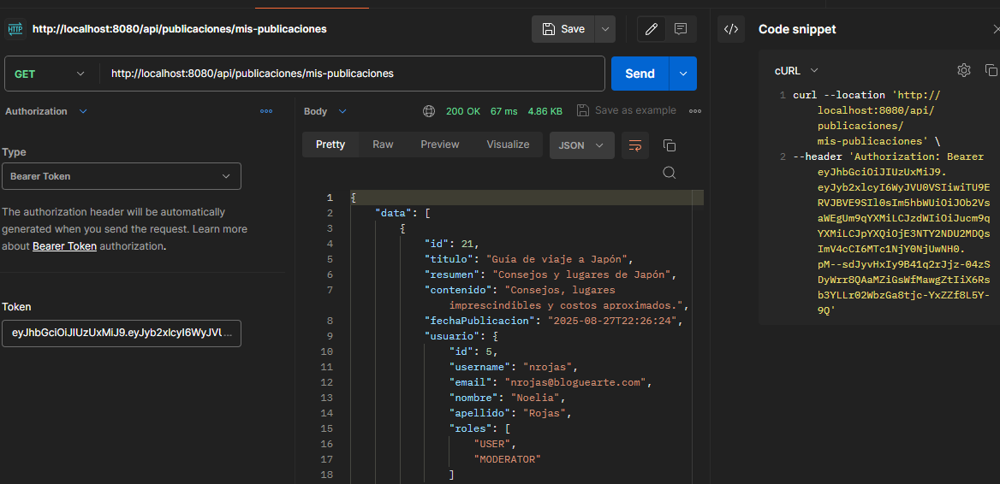 HTTP http://localhost:8080/api/publicaciones/mis-publicaciones
Save
GET http://localhost:8080/api/publicaciones/mis-publicaciones
Send
Authorization
Type
Bearer Token
The authorization header will be automatically
generated when you send the request. Learn more
about Bearer Token authorization.
Token
eyJhbGciOiJIUzUxMiJ9.eyJyb2xlcyI6WyJVl...
Body
200 OK 67 ms 4.86 KB Save as example
Pretty Raw Preview Visualize JSON
1 {
2 "data": [
3 {
4 "id": 21,
5 "titulo": "Guía de viaje a Japón",
6 "resumen": "Consejos y lugares de Japón",
7 "contenido": "Consejos, lugares
imprescindibles y costos aproximados.",
8 "fechaPublicacion": "2025-08-27T22:26:24",
9 "usuario": {
10 "id": 5,
11 "username": "nrojas",
12 "email": "nrojas@bloguearte.com",
13 "nombre": "Noelia",
14 "apellido": "Rojas",
15 "roles": [
16 "USER",
17 "MODERATOR"
18 ]
</> Code snippet
cURL
1 curl --location 'http://
localhost:8080/api/
publicaciones/
mis-publicaciones' \
2 --header 'Authorization: Bearer
eyJhbGciOiJIUzUxMiJ9.
eyJyb2xlcyI6WyJVU0VSIiwiTU9E
RVJBVE9SIl0sIm5hbWUiOiJOb2Vs
aWEgUm9qYXMiLCJzdWIiOiJucm9q
YXMiLCJpYXQiOjE3NTY2NDU2MDQs
ImV4cCI6MTc1NjY0NjUwNH0.
pM--sdJyvHxIy9B41q2rJjz-04zS
DyWrr8QAaMZiGsWfMawgZtIiX6Rs
b3YLLr02WbzGa8tjc-YxZZf8L5Y-
9Q'